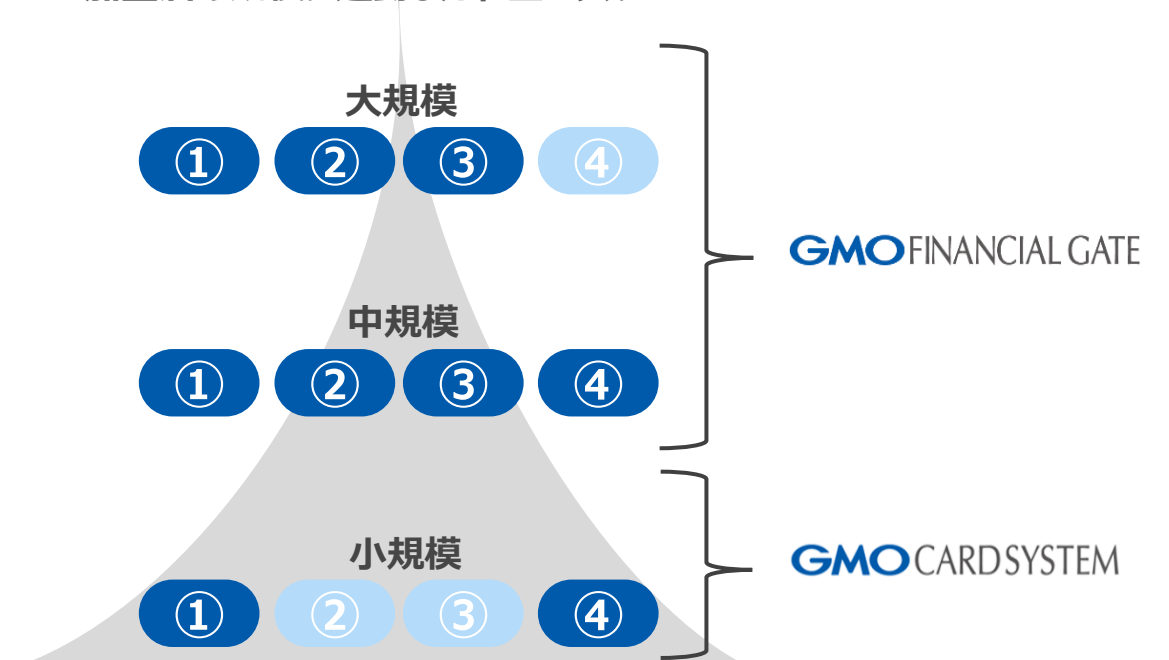 大規模
① ② ③ ④
GMO FINANCIAL GATE
中規模
① ② ③ ④
小規模
GMO CARD SYSTEM
① ② ③ ④